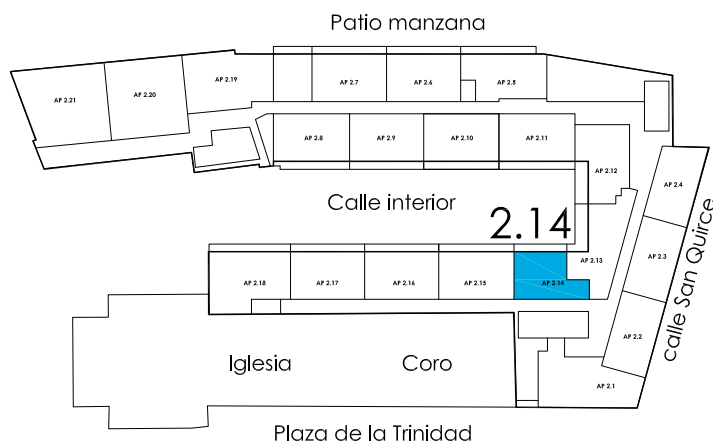 Patio manzana
AP 2.21
AP 2.20
AP 2.19
AP 2.7
AP 2.6
AP 2.5
AP 2.8
AP 2.9
AP 2.10
AP 2.11
AP 2.12
AP 2.4
Calle interior
2.14
AP 2.3
calle San Quirce
AP 2.18
AP 2.17
AP 2.16
AP 2.15
AP 2.14
AP 2.13
AP 2.2
Iglesia
Coro
AP 2.1
Plaza de la Trinidad